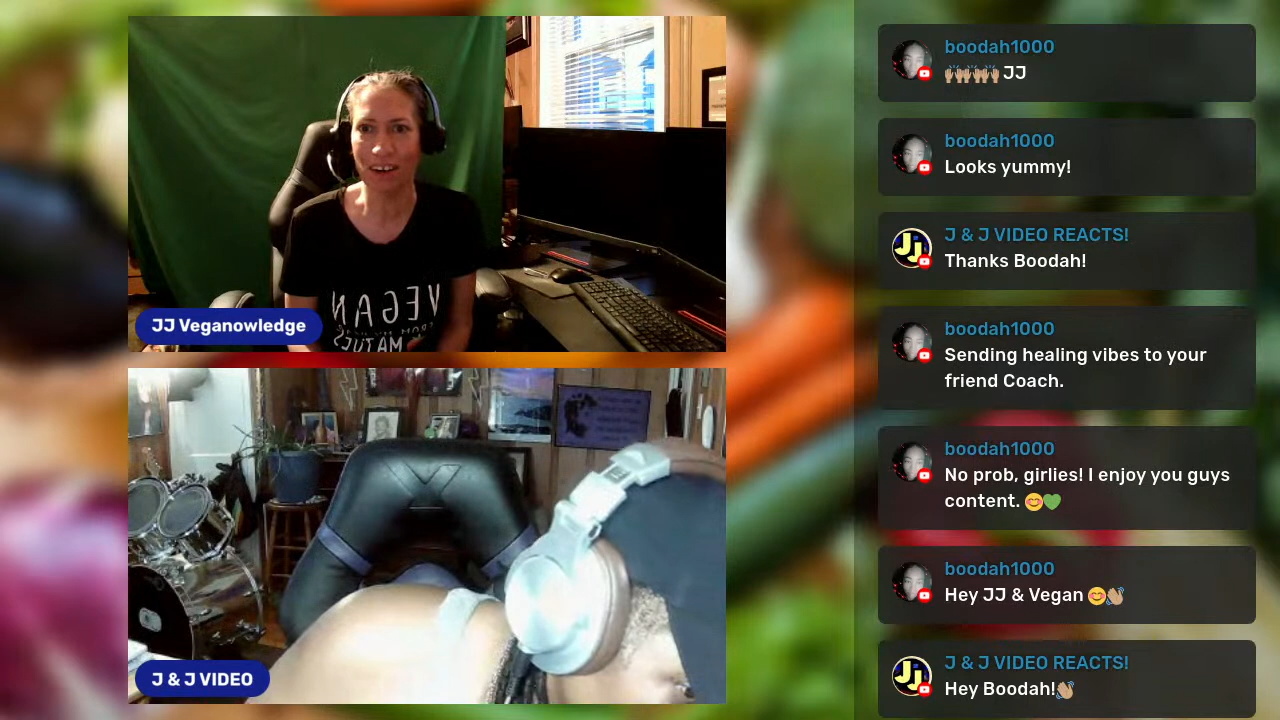 VEGAN
JJ Veganowledge
J & J VIDEO
boodah1000
🙌🏽🙌🏽🙌🏽 JJ
boodah1000
Looks yummy!
J & J VIDEO REACTS!
Thanks Boodah!
boodah1000
Sending healing vibes to your
friend Coach.
boodah1000
No prob, girlies! I enjoy you guys
content. 😊💚
boodah1000
Hey JJ & Vegan 😊👋🏽
J & J VIDEO REACTS!
Hey Boodah!👋🏽